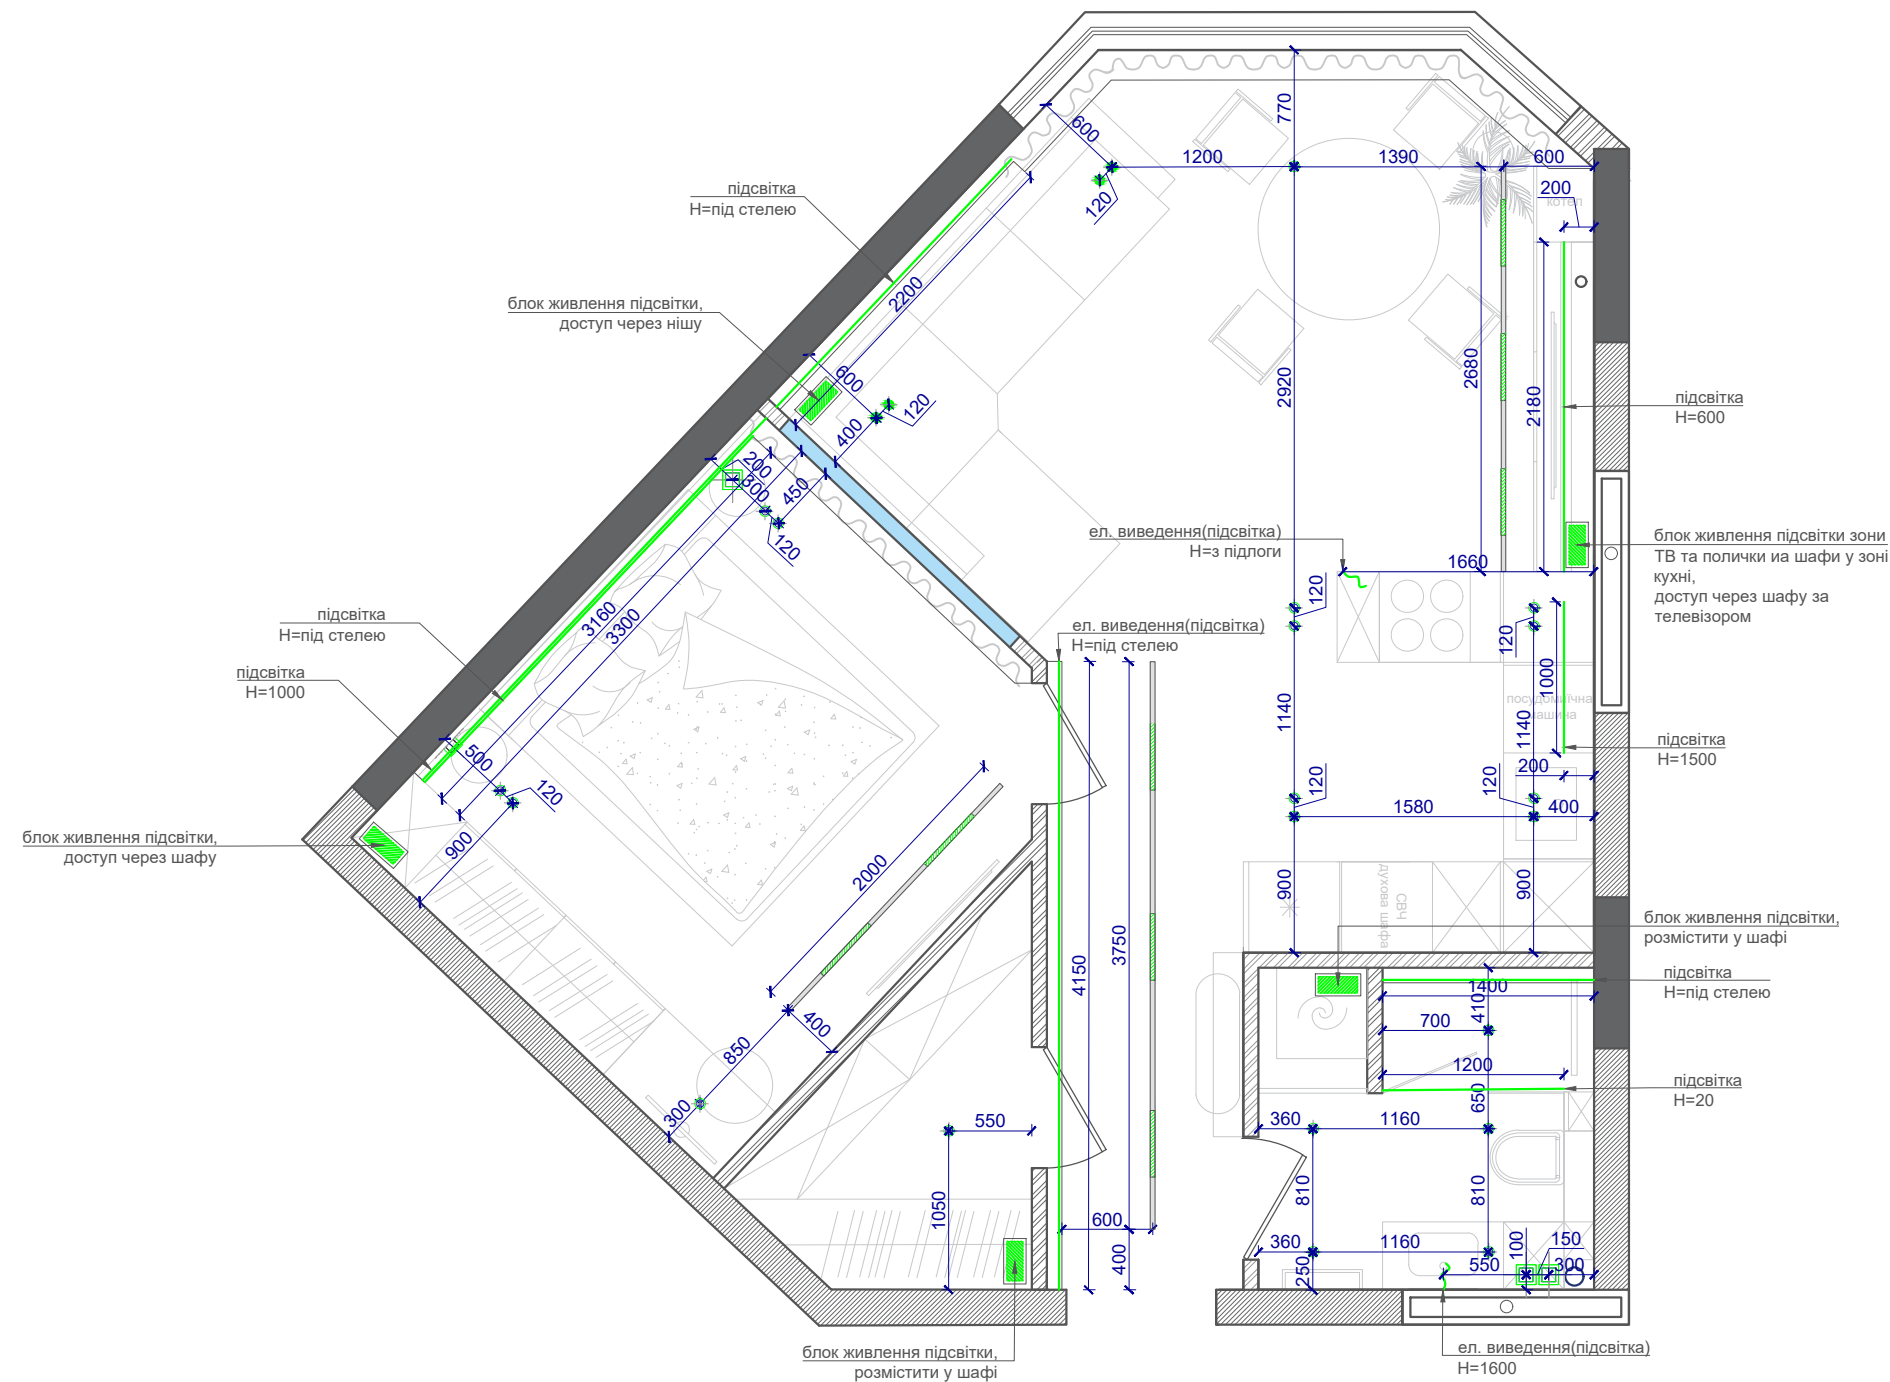 770
600
1200
1390
600
120
200
котел
підсвітка
Н=під стелею
2200
блок живлення підсвітки,
доступ через нішу
600
120
400
2920
2680
2180
підсвітка
Н=600
200
300
450
120
ел. виведення(підсвітка)
Н=з підлоги
1660
блок живлення підсвітки зони
ТВ та полички иа шафи у зоні
кухні,
доступ через шафу за
телевізором
120
120
підсвітка
Н=під стелею
3160
3300
ел. виведення(підсвітка)
Н=під стелею
підсвітка
Н=1000
1000
посудомиїчна
машина
1140
1140
підсвітка
Н=1500
500
120
200
120
120
1580
400
блок живлення підсвітки,
доступ через шафу
900
2000
900
900
СВЧ
духова шафа
блок живлення підсвітки,
розмістити у шафі
4150
3750
підсвітка
Н=під стелею
1400
410
700
400
850
1200
650
підсвітка
Н=20
300
550
360
1160
1050
810
810
600
360
1160
100
150
400
250
550
300
блок живлення підсвітки,
розмістити у шафі
ел. виведення(підсвітка)
Н=1600